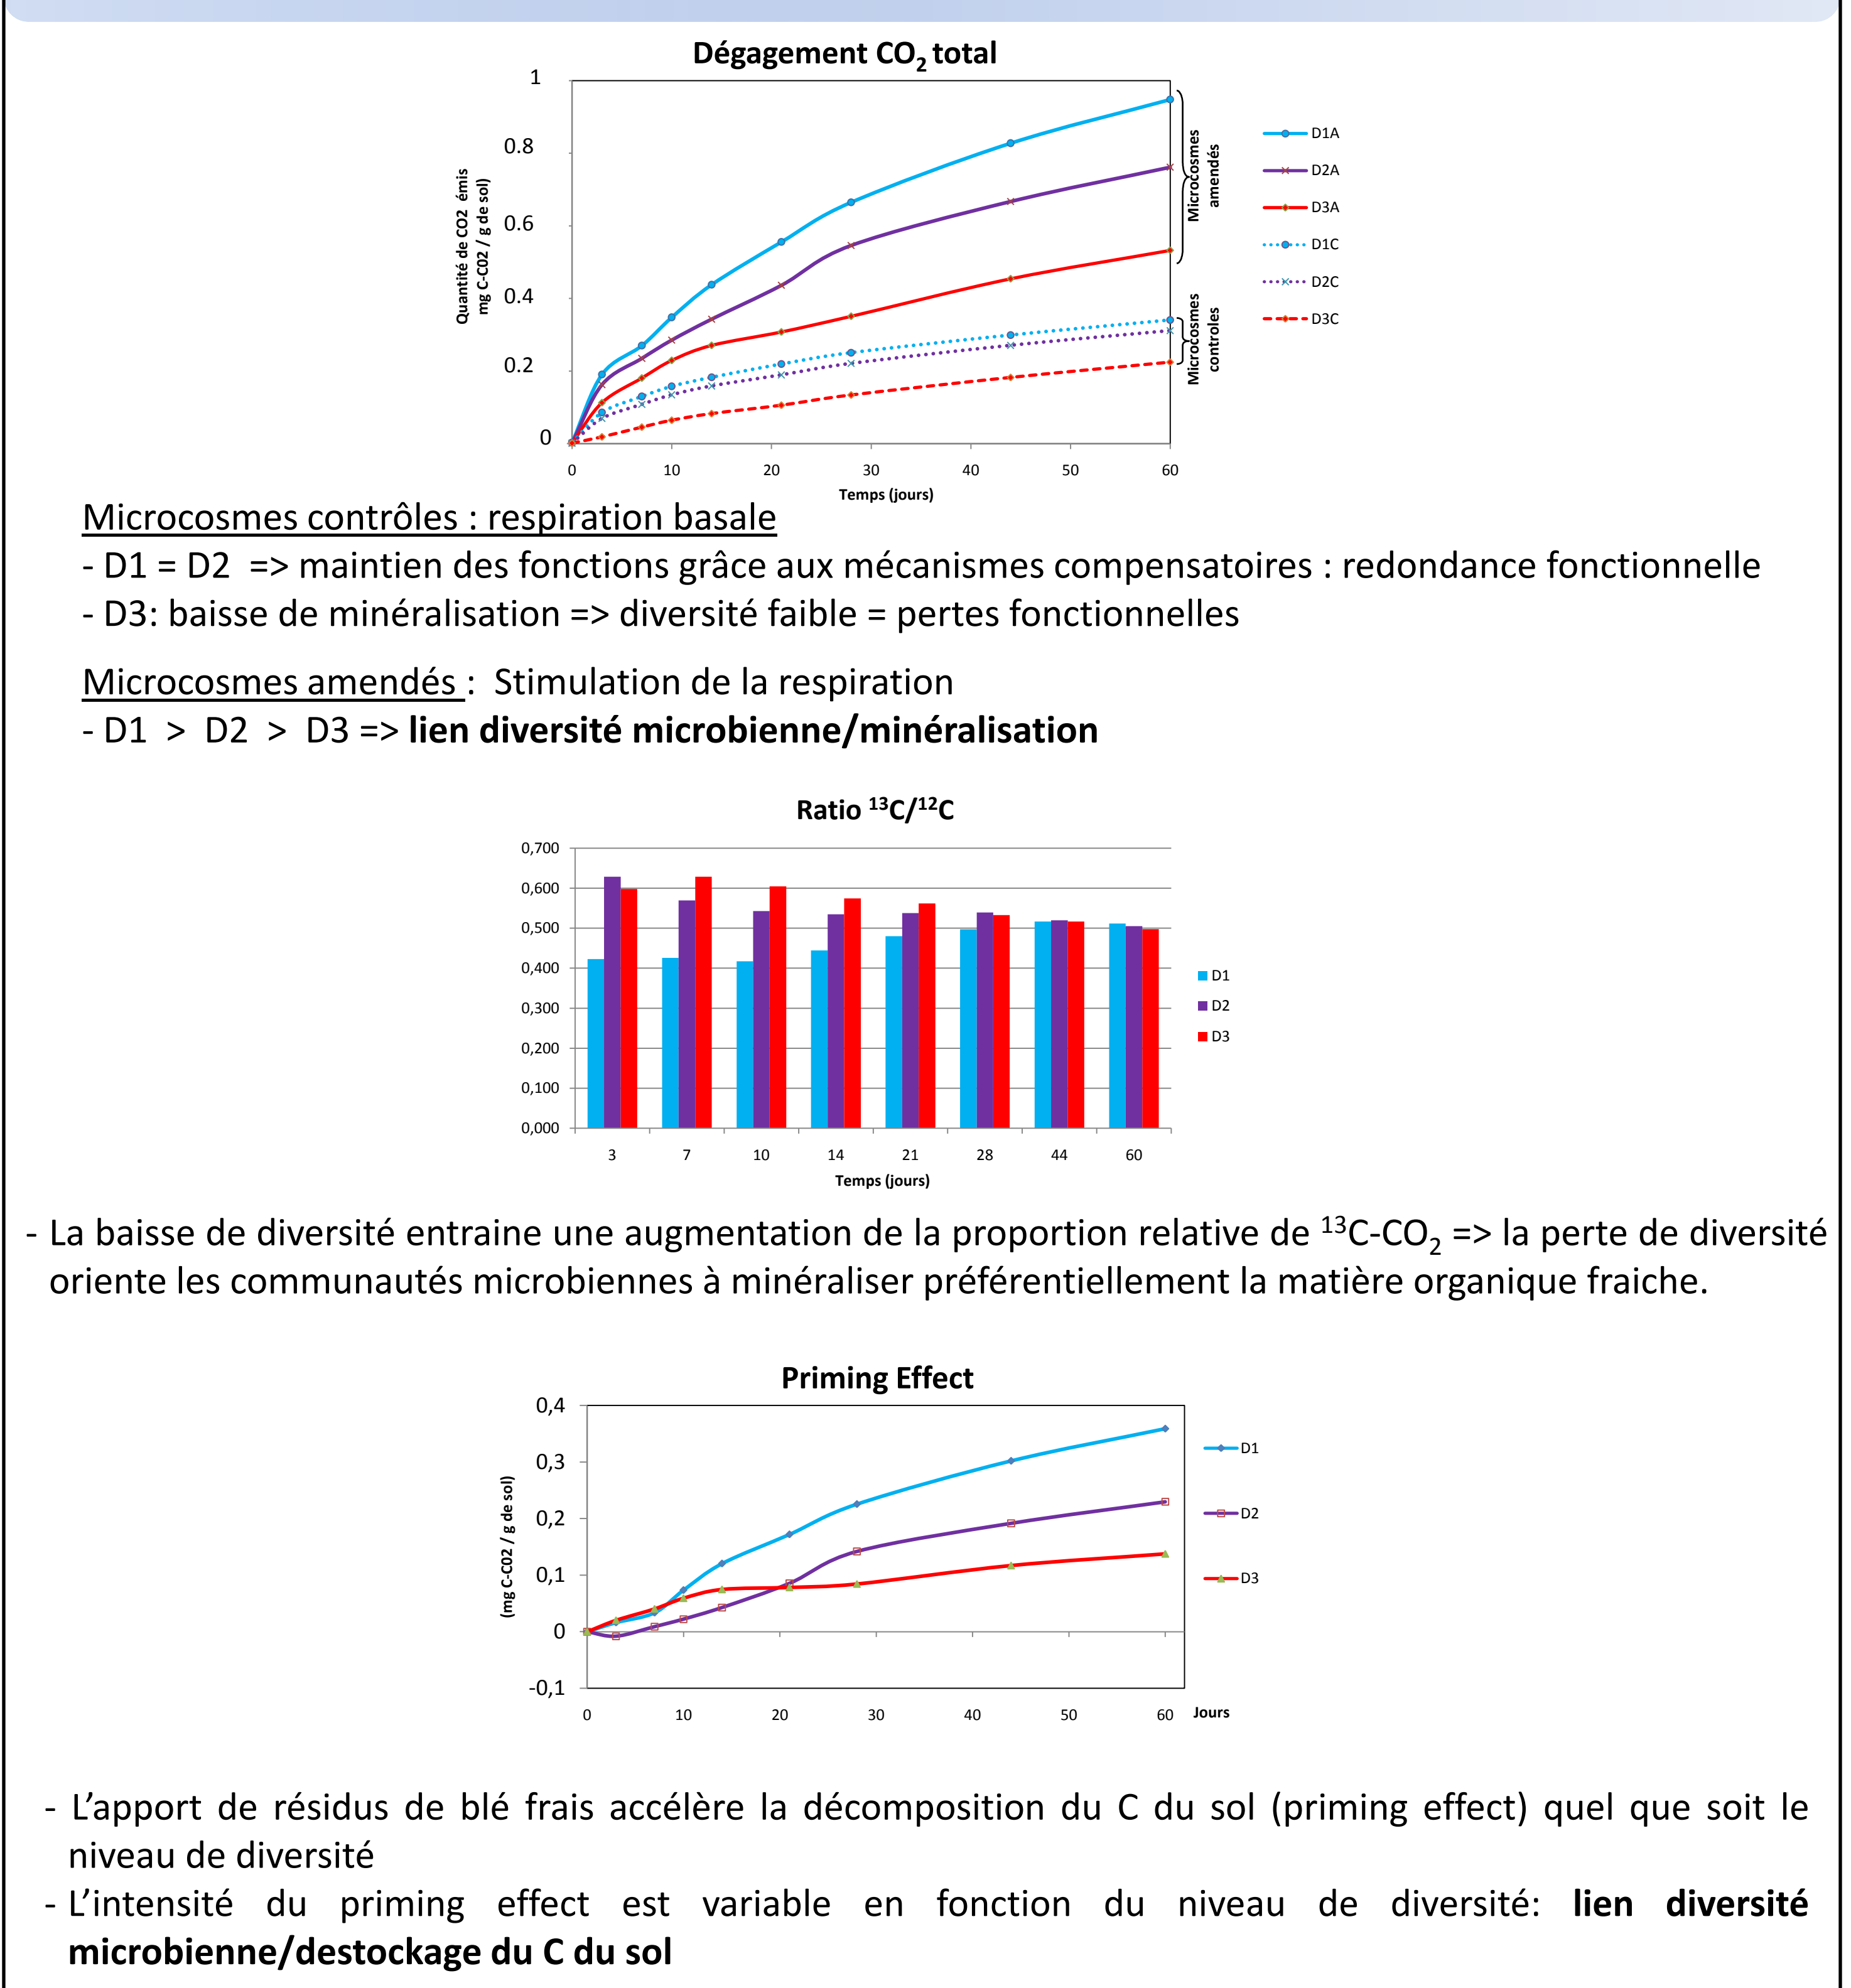 Dégagement CO₂ total
1
0.8
0.6
0.4
0.2
0
Quantité de CO2 émis
mg C-C02 / g de sol)
0 10 20 30 40 50 60
Temps (jours)
Microcosmes
amendés
Microcosmes
controles
D1A
D2A
D3A
D1C
D2C
D3C
Microcosmes contrôles : respiration basale
- D1 = D2 => maintien des fonctions grâce aux mécanismes compensatoires : redondance fonctionnelle
- D3: baisse de minéralisation => diversité faible = pertes fonctionnelles
Microcosmes amendés : Stimulation de la respiration
- D1 > D2 > D3 => lien diversité microbienne/minéralisation
Ratio ¹³C/¹²C
0,700
0,600
0,500
0,400
0,300
0,200
0,100
0,000
3 7 10 14 21 28 44 60
Temps (jours)
D1
D2
D3
- La baisse de diversité entraine une augmentation de la proportion relative de ¹³C-CO₂ => la perte de diversité
oriente les communautés microbiennes à minéraliser préférentiellement la matière organique fraiche.
Priming Effect
0,4
0,3
0,2
0,1
0
-0,1
(mg C-C02 / g de sol)
0 10 20 30 40 50 60 Jours
D1
D2
D3
- L’apport de résidus de blé frais accélère la décomposition du C du sol (priming effect) quel que soit le
niveau de diversité
- L’intensité du priming effect est variable en fonction du niveau de diversité: lien diversité
microbienne/destockage du C du sol